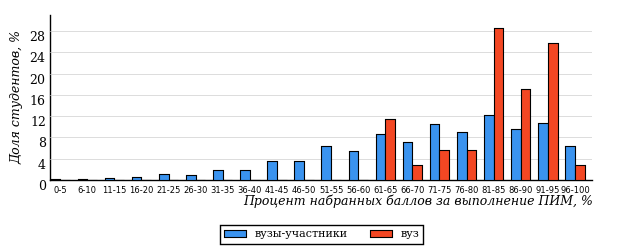 Доля студентов, %
28
24
20
16
12
8
4
0
0-5 6-10 11-15 16-20 21-25 26-30 31-35 36-40 41-45 46-50 51-55 56-60 61-65 66-70 71-75 76-80 81-85 86-90 91-95 96-100
Процент набранных баллов за выполнение ПИМ, %
вузы-участники вуз